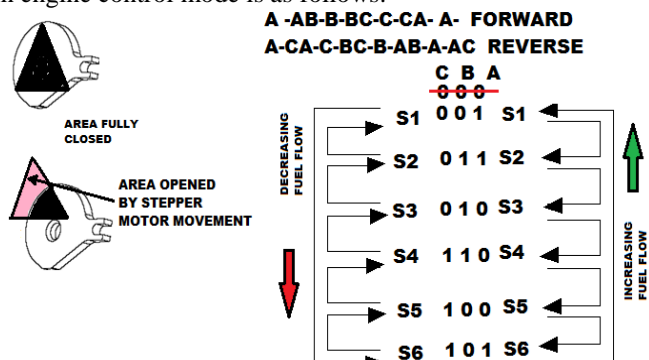 n engine control mode is as follows:
A -AB-B-BC-C-CA- A- FORWARD
A-CA-C-BC-B-AB-A-AC REVERSE
C B A
0 0 0
S1 0 0 1 S1
S2 0 1 1 S2
S3 0 1 0 S3
S4 1 1 0 S4
S5 1 0 0 S5
S6 1 0 1 S6
AREA FULLY
CLOSED
AREA OPENED
BY STEPPER
MOTOR MOVEMENT
DECREASING
FUEL FLOW
INCREASING
FUEL FLOW